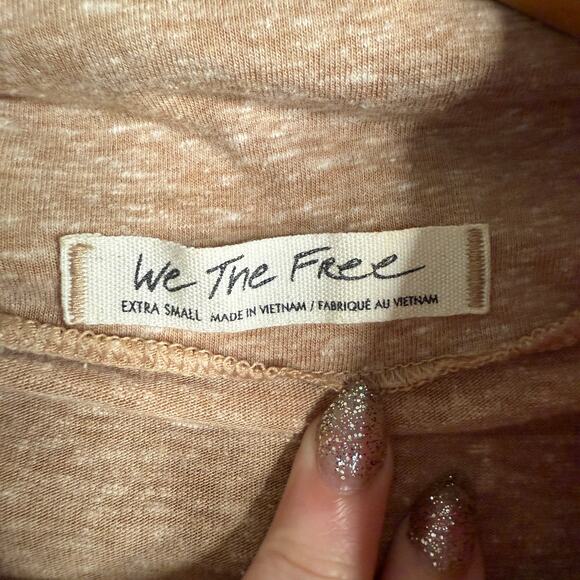 We The Free
EXTRA SMALL MADE IN VIETNAM / FABRIQUÉ AU VIETNAM